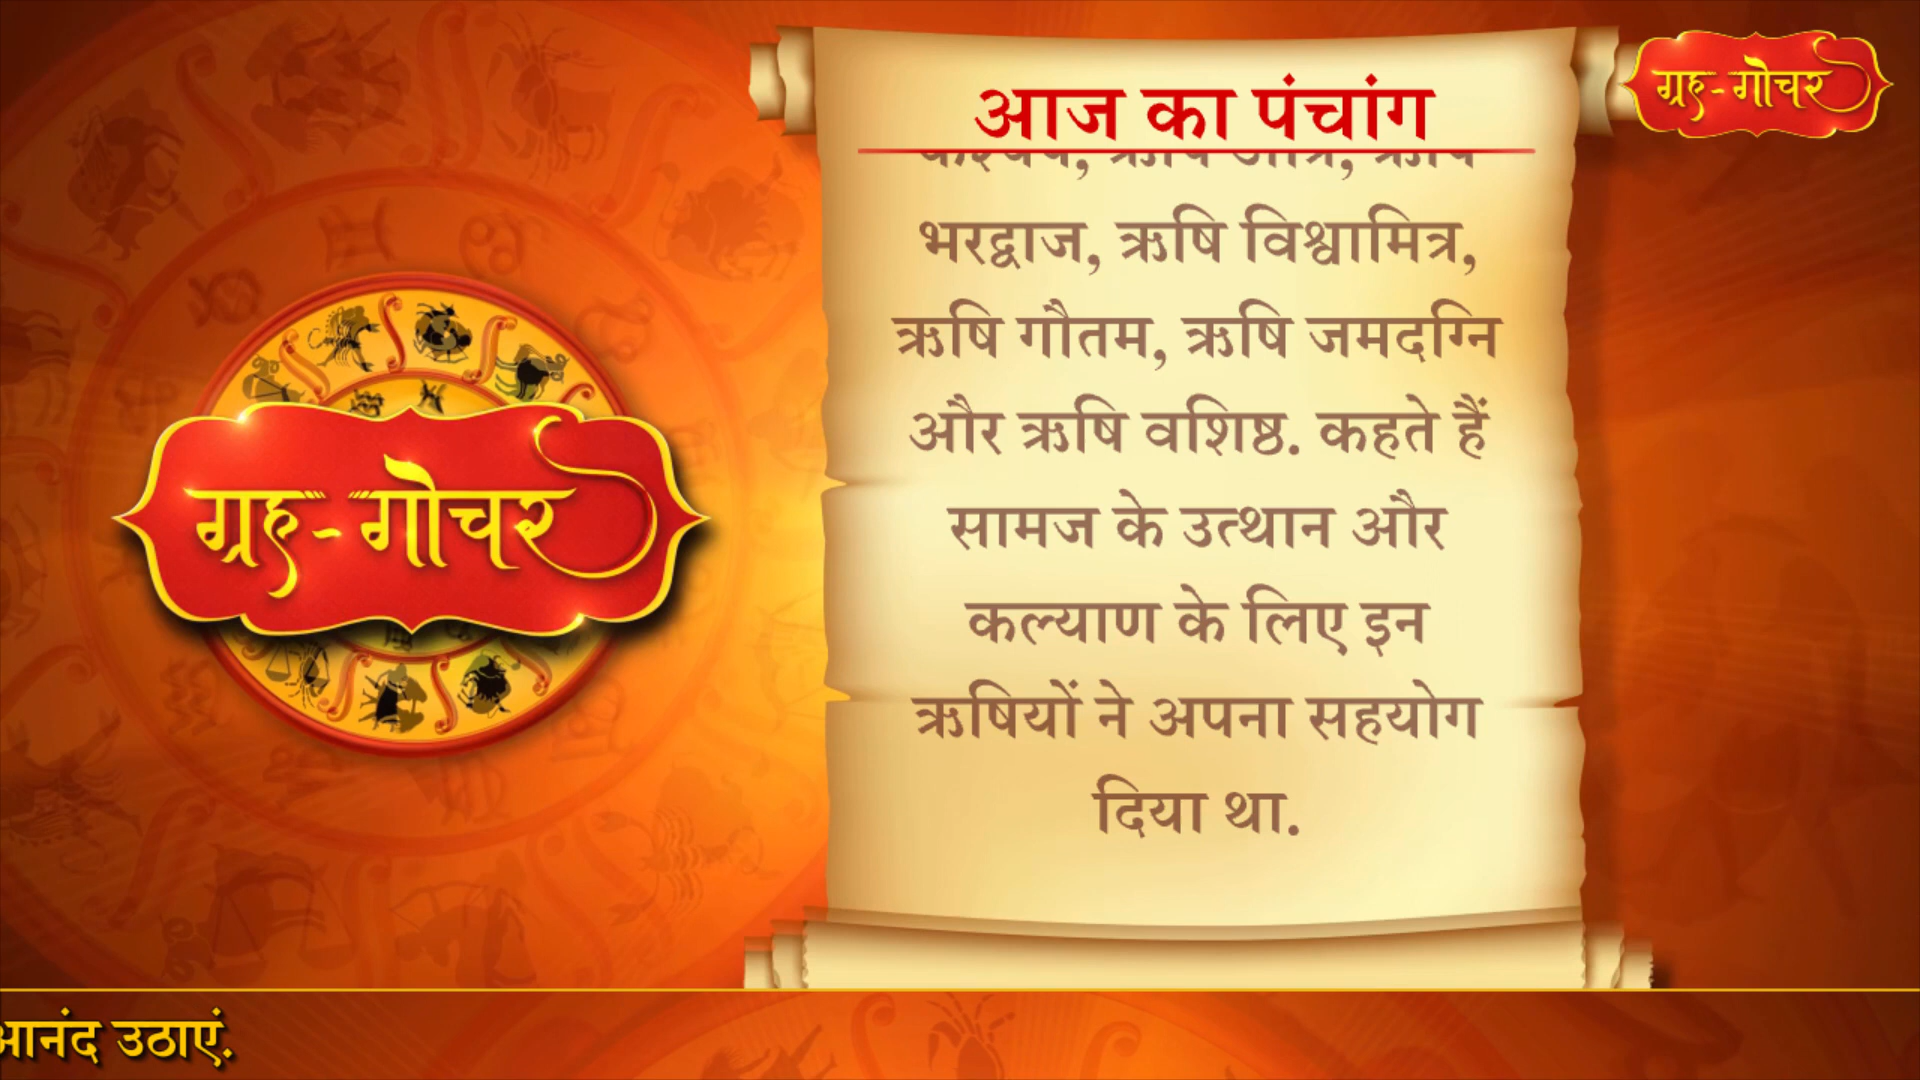 आज का पंचांग
ग्रह-गोचर
भरद्वाज, ऋषि विश्वामित्र,
ऋषि गौतम, ऋषि जमदग्नि
और ऋषि वशिष्ठ. कहते हैं
सामज के उत्थान और
कल्याण के लिए इन
ऋषियों ने अपना सहयोग
दिया था.
ग्रह-गोचर
आनंद उठाएं.